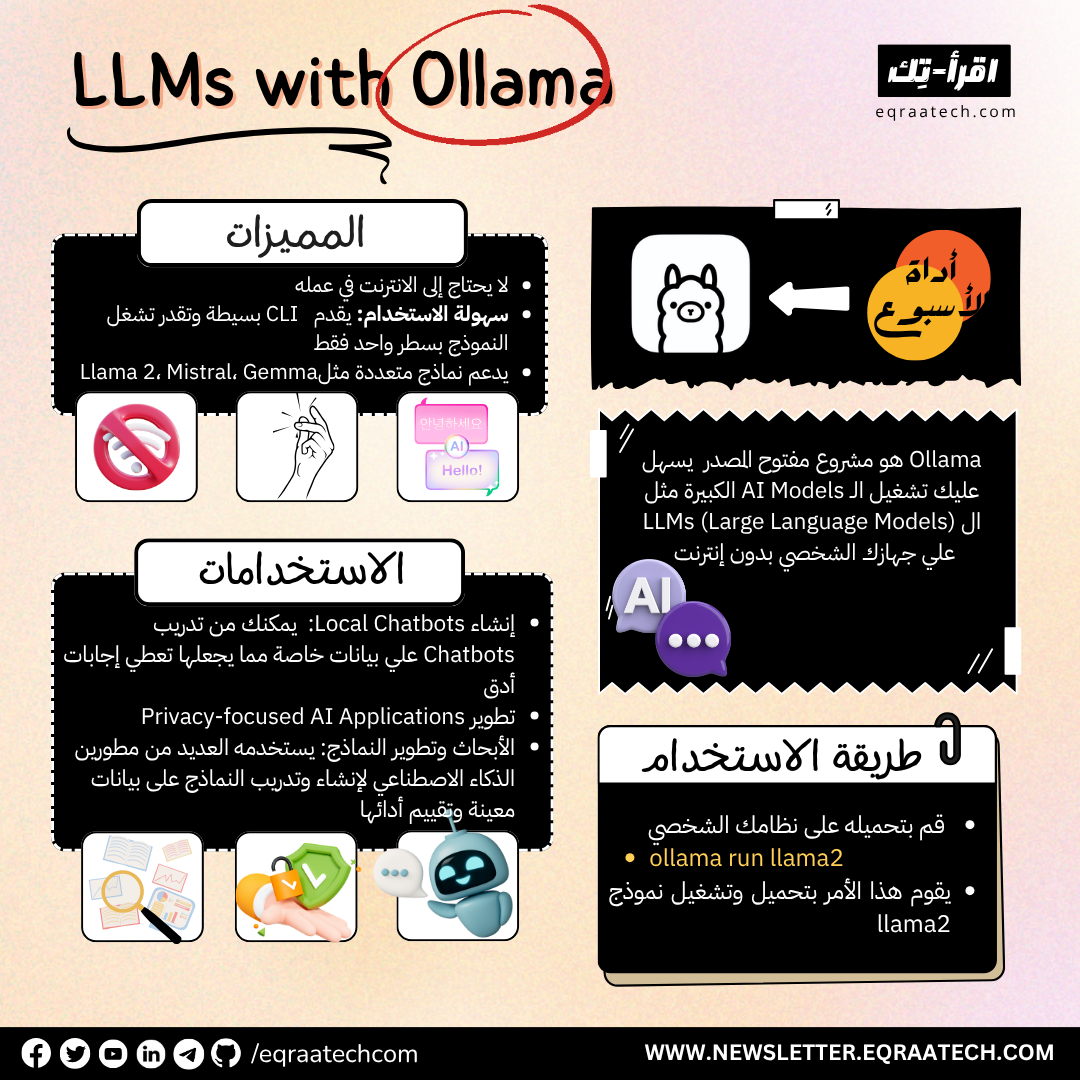 LLMs with Ollama
اقرأ-تِك
eqraatech.com
أداة
الأسبوع
Ollama هو مشروع مفتوح المصدر يسهل
عليك تشغيل الـ AI Models الكبيرة مثل
ال LLMs (Large Language Models)
علي جهازك الشخصي بدون إنترنت
AI
طريقة الاستخدام
قم بتحميله على نظامك الشخصي
ollama run llama2
يقوم هذا الأمر بتحميل وتشغيل نموذج
llama2
المميزات
لا يحتاج إلى الانترنت في عمله
سهولة الاستخدام: يقدم CLI بسيطة وتقدر تشغل
النموذج بسطر واحد فقط
يدعم نماذج متعددة مثلLlama 2، Mistral، Gemma
안녕하세요
AI
Hello!
الاستخدامات
إنشاء Local Chatbots: يمكنك من تدريب
Chatbots علي بيانات خاصة مما يجعلها تعطي إجابات
أدق
تطوير Privacy-focused AI Applications
الأبحاث وتطوير النماذج: يستخدمه العديد من مطورين
الذكاء الاصطناعي لإنشاء وتدريب النماذج على بيانات
معينة وتقييم أدائها
/eqraatechcom
WWW.NEWSLETTER.EQRAATECH.COM